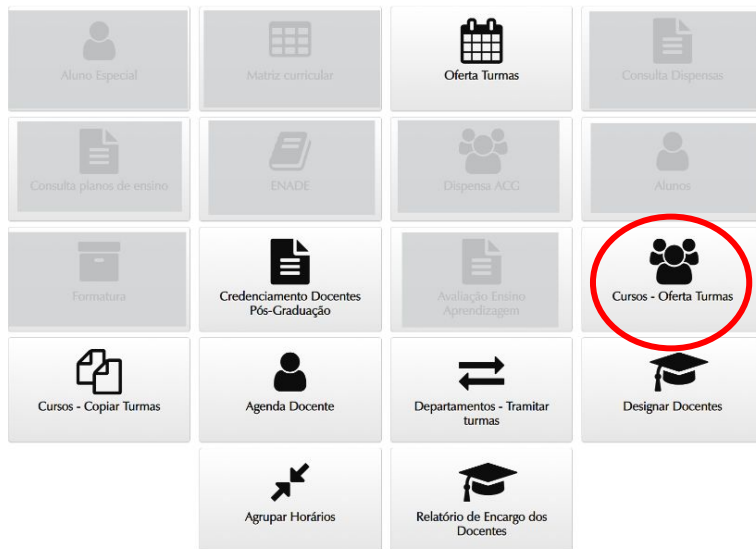 Aluno Especial
Matriz curricular
Oferta Turmas
Consulta Dispensas
Consulta planos de ensino
ENADE
Dispensa ACG
Alunos
Formatura
Credenciamento Docentes
Pós-Graduação
Avaliação Ensino
Aprendizagem
Cursos - Oferta Turmas
Cursos - Copiar Turmas
Agenda Docente
Departamentos - Tramitar
turmas
Designar Docentes
Agrupar Horários
Relatório de Encargo dos
Docentes